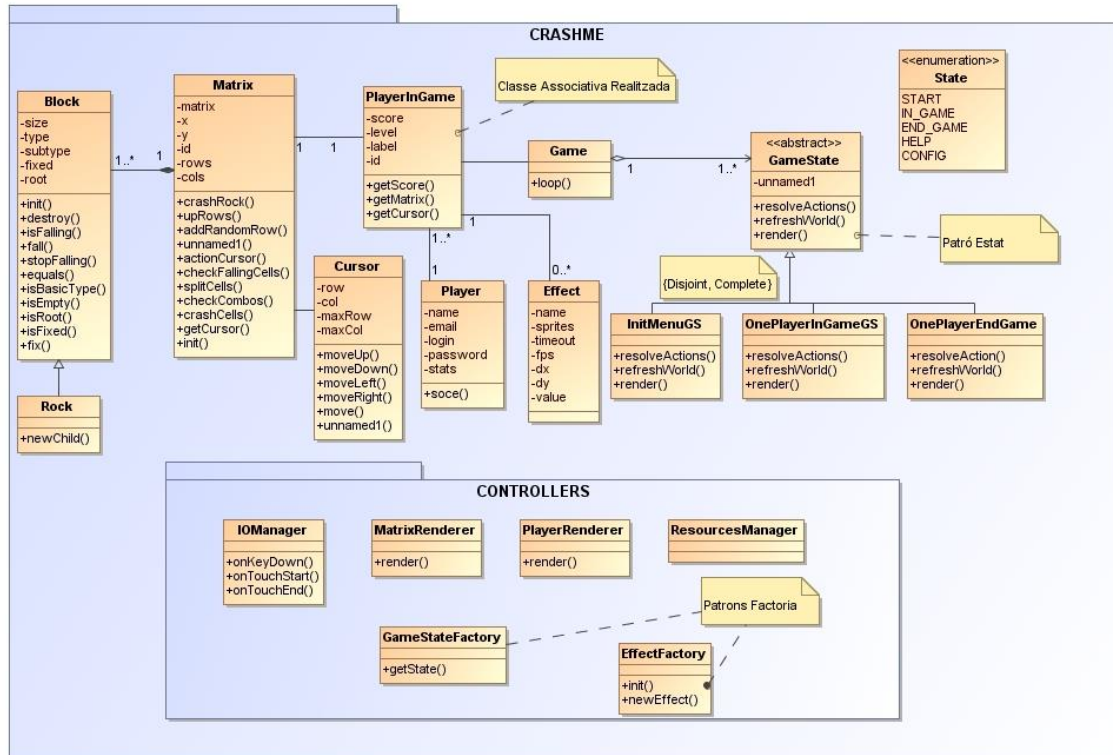 CRASHME
Block
-size
-type
-subtype
-fixed
-root
+init()
+destroy()
+isFalling()
+fall()
+stopFalling()
+equals()
+isBasicType()
+isEmpty()
+isRoot()
+isFixed()
+fix()
Rock
+newChild()
1..*
1
Matrix
-matrix
-x
-y
-id
-rows
-cols
+crashRock()
+upRows()
+addRandomRow()
+unnamed1()
+actionCursor()
+checkFallingCells()
+splitCells()
+checkCombos()
+crashCells()
+getCursor()
+init()
1
1
Cursor
-row
-col
-maxRow
-maxCol
+moveUp()
+moveDown()
+moveLeft()
+moveRight()
+move()
+unnamed1()
PlayerInGame
-score
-level
-label
-id
+getScore()
+getMatrix()
+getCursor()
Classe Associativa Realitzada
1..*
1
1
0..*
Player
-name
-email
-login
-password
-stats
+soce()
Effect
-name
-sprites
-timeout
-fps
-dx
-dy
-value
Game
+loop()
1
1..*
<<abstract>>
GameState
-unnamed1
+resolveActions()
+refreshWorld()
+render()
<<enumeration>>
State
START
IN_GAME
END_GAME
HELP
CONFIG
Patró Estat
{Disjoint, Complete}
InitMenuGS
+resolveActions()
+refreshWorld()
+render()
OnePlayerInGameGS
+resolveActions()
+refreshWorld()
+render()
OnePlayerEndGame
+resolveAction()
+refreshWorld()
+render()
CONTROLLERS
IOManager
+onKeyDown()
+onTouchStart()
+onTouchEnd()
MatrixRenderer
+render()
PlayerRenderer
+render()
ResourcesManager
Patrons Factoria
GameStateFactory
+getState()
EffectFactory
+init()
+newEffect()